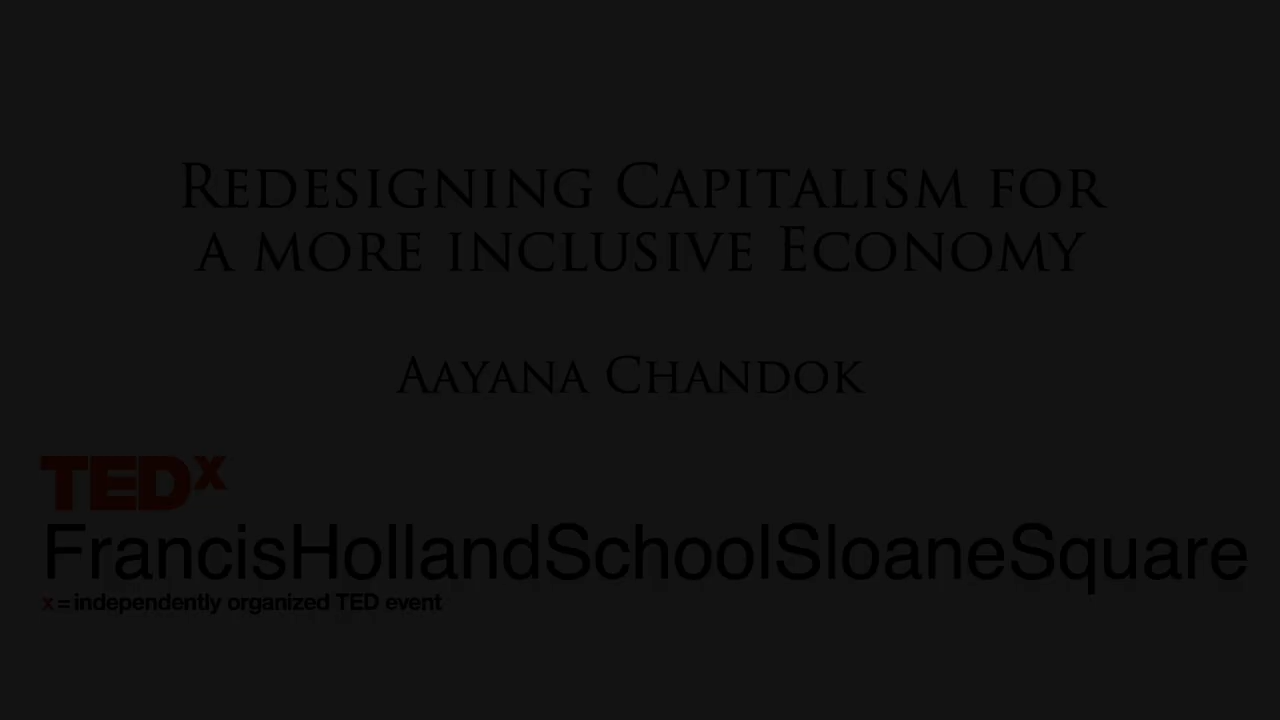 Redesigning Capitalism for
a more inclusive Economy
Aayana Chandok
TEDx
FrancisHollandSchoolSloaneSquare
x = independently organized TED event